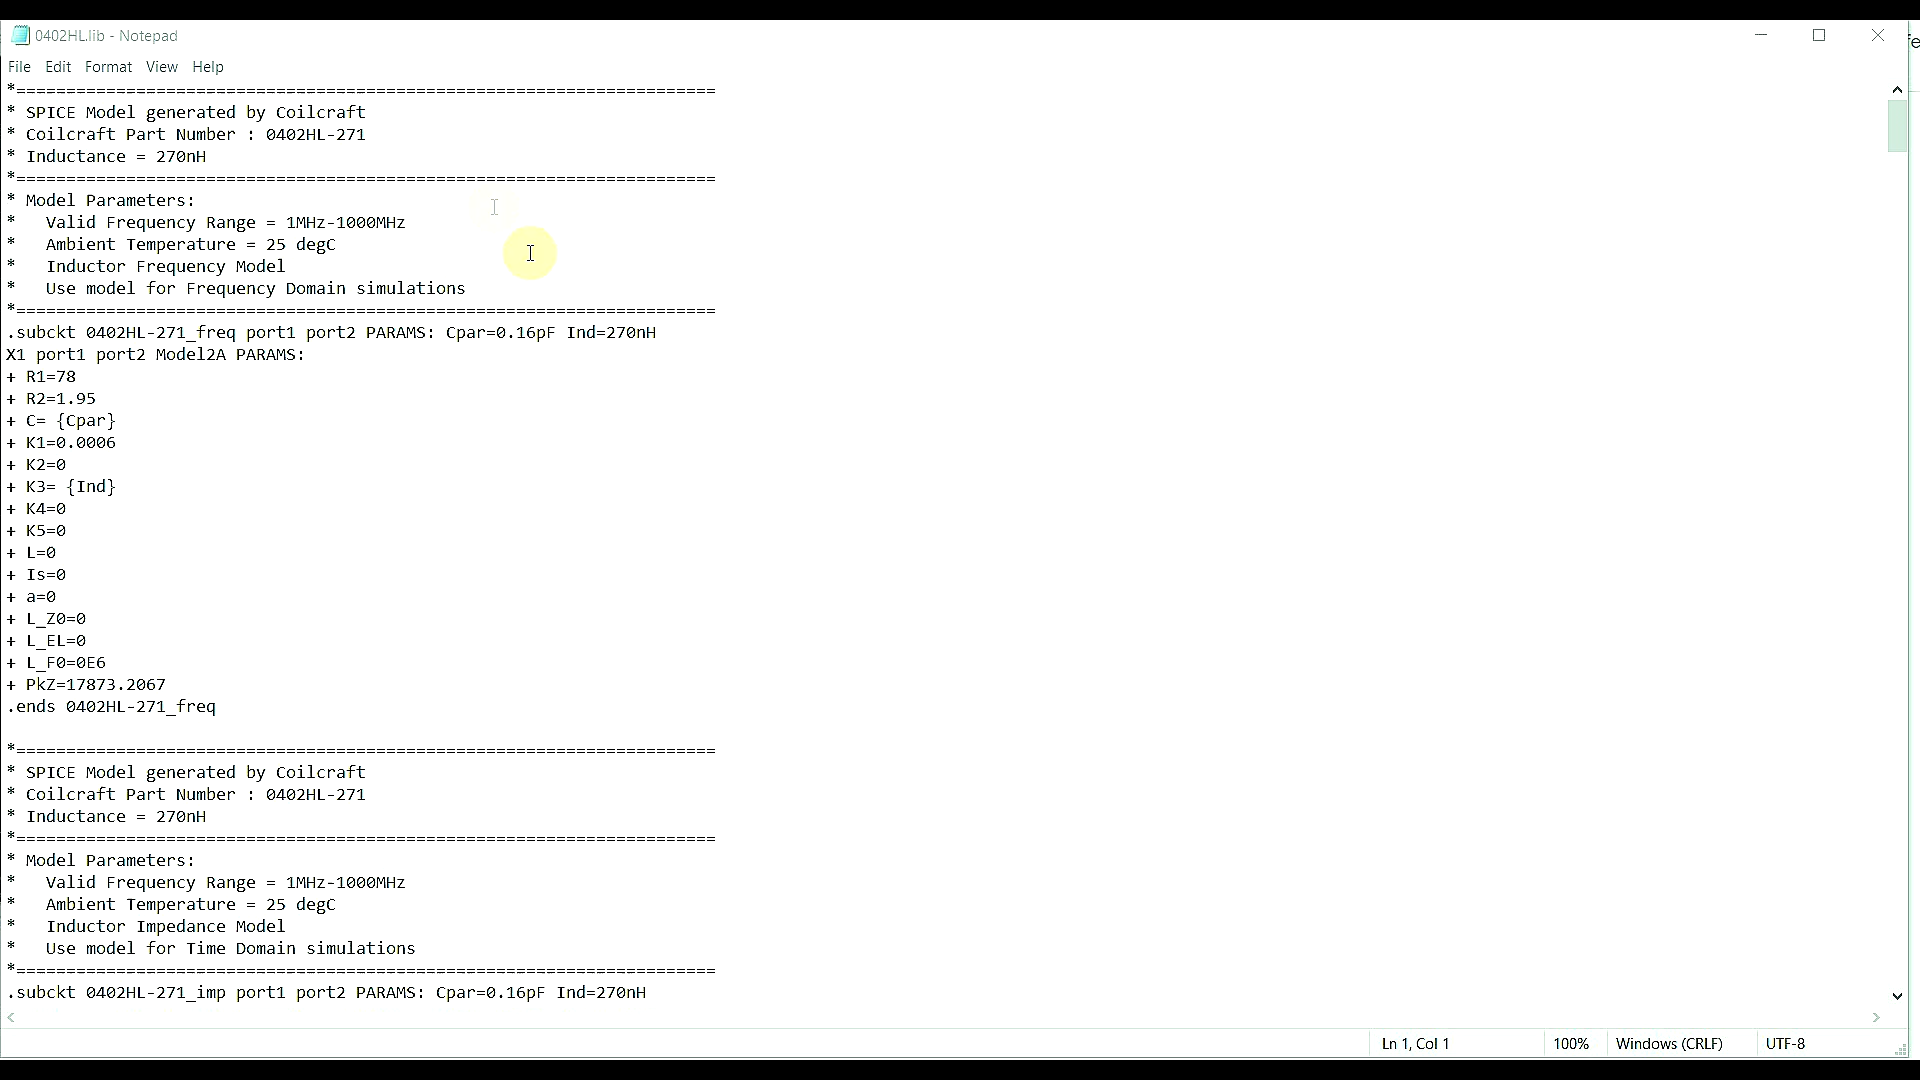 0402HL.lib - Notepad
fe
File Edit Format View Help
*======================================================================
* SPICE Model generated by Coilcraft
* Coilcraft Part Number : 0402HL-271
* Inductance = 270nH
*======================================================================
* Model Parameters:
*   Valid Frequency Range = 1MHz-1000MHz
*   Ambient Temperature = 25 degC
*   Inductor Frequency Model
*   Use model for Frequency Domain simulations
*======================================================================
.subckt 0402HL-271_freq port1 port2 PARAMS: Cpar=0.16pF Ind=270nH
X1 port1 port2 Model2A PARAMS:
+ R1=78
+ R2=1.95
+ C= {Cpar}
+ K1=0.0006
+ K2=0
+ K3= {Ind}
+ K4=0
+ K5=0
+ L=0
+ Is=0
+ a=0
+ L_Z0=0
+ L_EL=0
+ L_F0=0E6
+ PkZ=17873.2067
.ends 0402HL-271_freq
*======================================================================
* SPICE Model generated by Coilcraft
* Coilcraft Part Number : 0402HL-271
* Inductance = 270nH
*======================================================================
* Model Parameters:
*   Valid Frequency Range = 1MHz-1000MHz
*   Ambient Temperature = 25 degC
*   Inductor Impedance Model
*   Use model for Time Domain simulations
*======================================================================
.subckt 0402HL-271_imp port1 port2 PARAMS: Cpar=0.16pF Ind=270nH
Ln 1, Col 1 100% Windows (CRLF) UTF-8